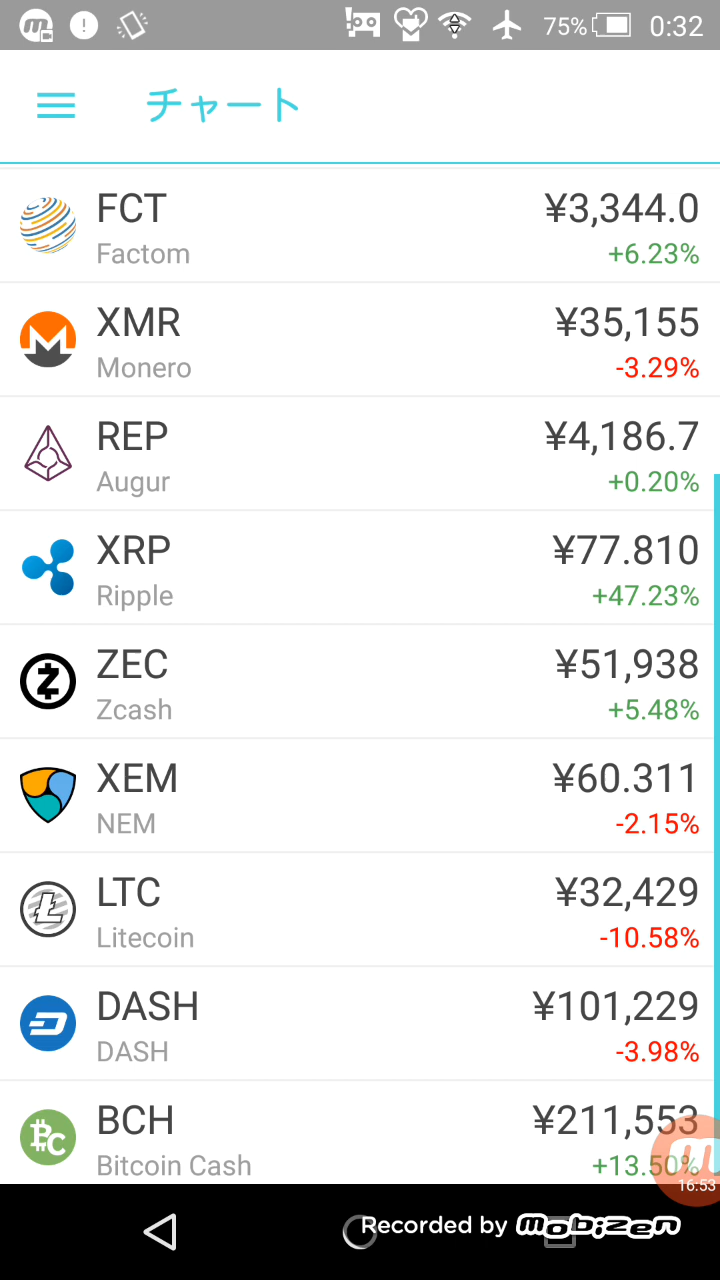 75%
0:32
チャート
FCT
¥3,344.0
Factom
+6.23%
XMR
¥35,155
Monero
-3.29%
REP
¥4,186.7
Augur
+0.20%
XRP
¥77.810
Ripple
+47.23%
ZEC
¥51,938
Zcash
+5.48%
XEM
¥60.311
NEM
-2.15%
LTC
¥32,429
Litecoin
-10.58%
DASH
¥101,229
DASH
-3.98%
BCH
¥211,553
Bitcoin Cash
+13.50%
16:53
Recorded by mobizen